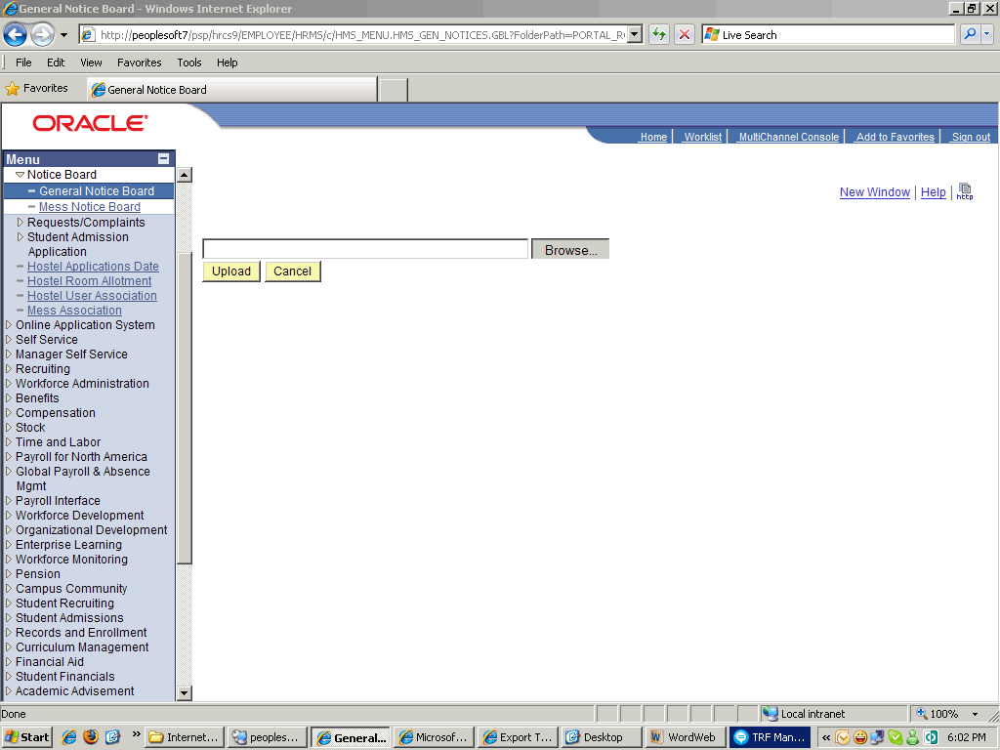 General Notice Board - Windows Internet Explorer
http://peoplesoft7/psp/hrcs9/EMPLOYEE/HRMS/c/HMS_MENU.HMS_GEN_NOTICES.GBL?FolderPath=PORTAL_R
Live Search
File Edit View Favorites Tools Help
Favorites
General Notice Board
ORACLE®
Home Worklist MultiChannel Console Add to Favorites Sign out
Menu
Notice Board
General Notice Board
Mess Notice Board
Requests/Complaints
Student Admission
Application
Hostel Applications Date
Hostel Room Allotment
Hostel User Association
Mess Association
Online Application System
Self Service
Manager Self Service
Recruiting
Workforce Administration
Benefits
Compensation
Stock
Time and Labor
Payroll for North America
Global Payroll & Absence
Mgmt
Payroll Interface
Workforce Development
Organizational Development
Enterprise Learning
Workforce Monitoring
Pension
Campus Community
Student Recruiting
Student Admissions
Records and Enrollment
Curriculum Management
Financial Aid
Student Financials
Academic Advisement
New Window Help http
Browse...
Upload Cancel
Done
Local intranet
100%
Start
»
Internet...
peoples...
General...
Microsof...
Export T...
Desktop
WordWeb
TRF Man...
«
6:02 PM